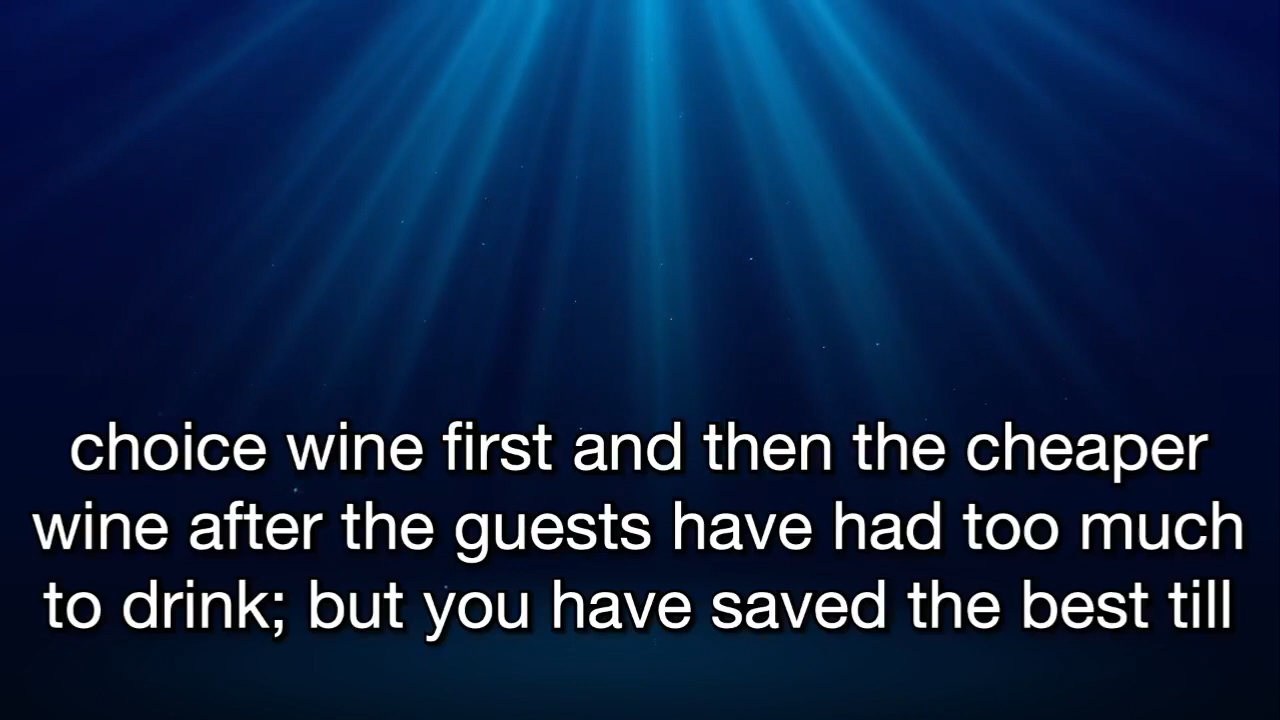 choice wine first and then the cheaper
wine after the guests have had too much
to drink; but you have saved the best till